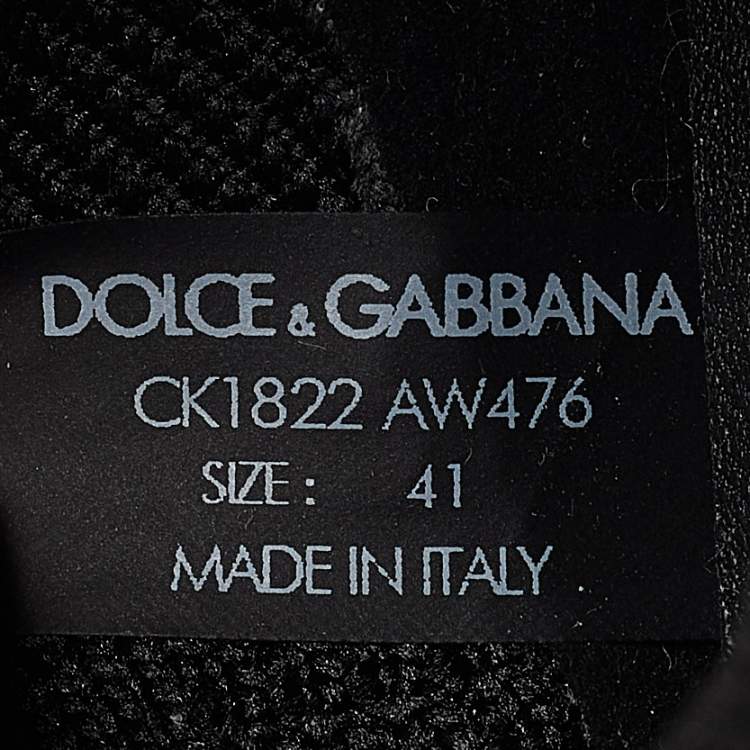 DOLCE & GABBANA
CK1822 AW476
SIZE: 41
MADE IN ITALY